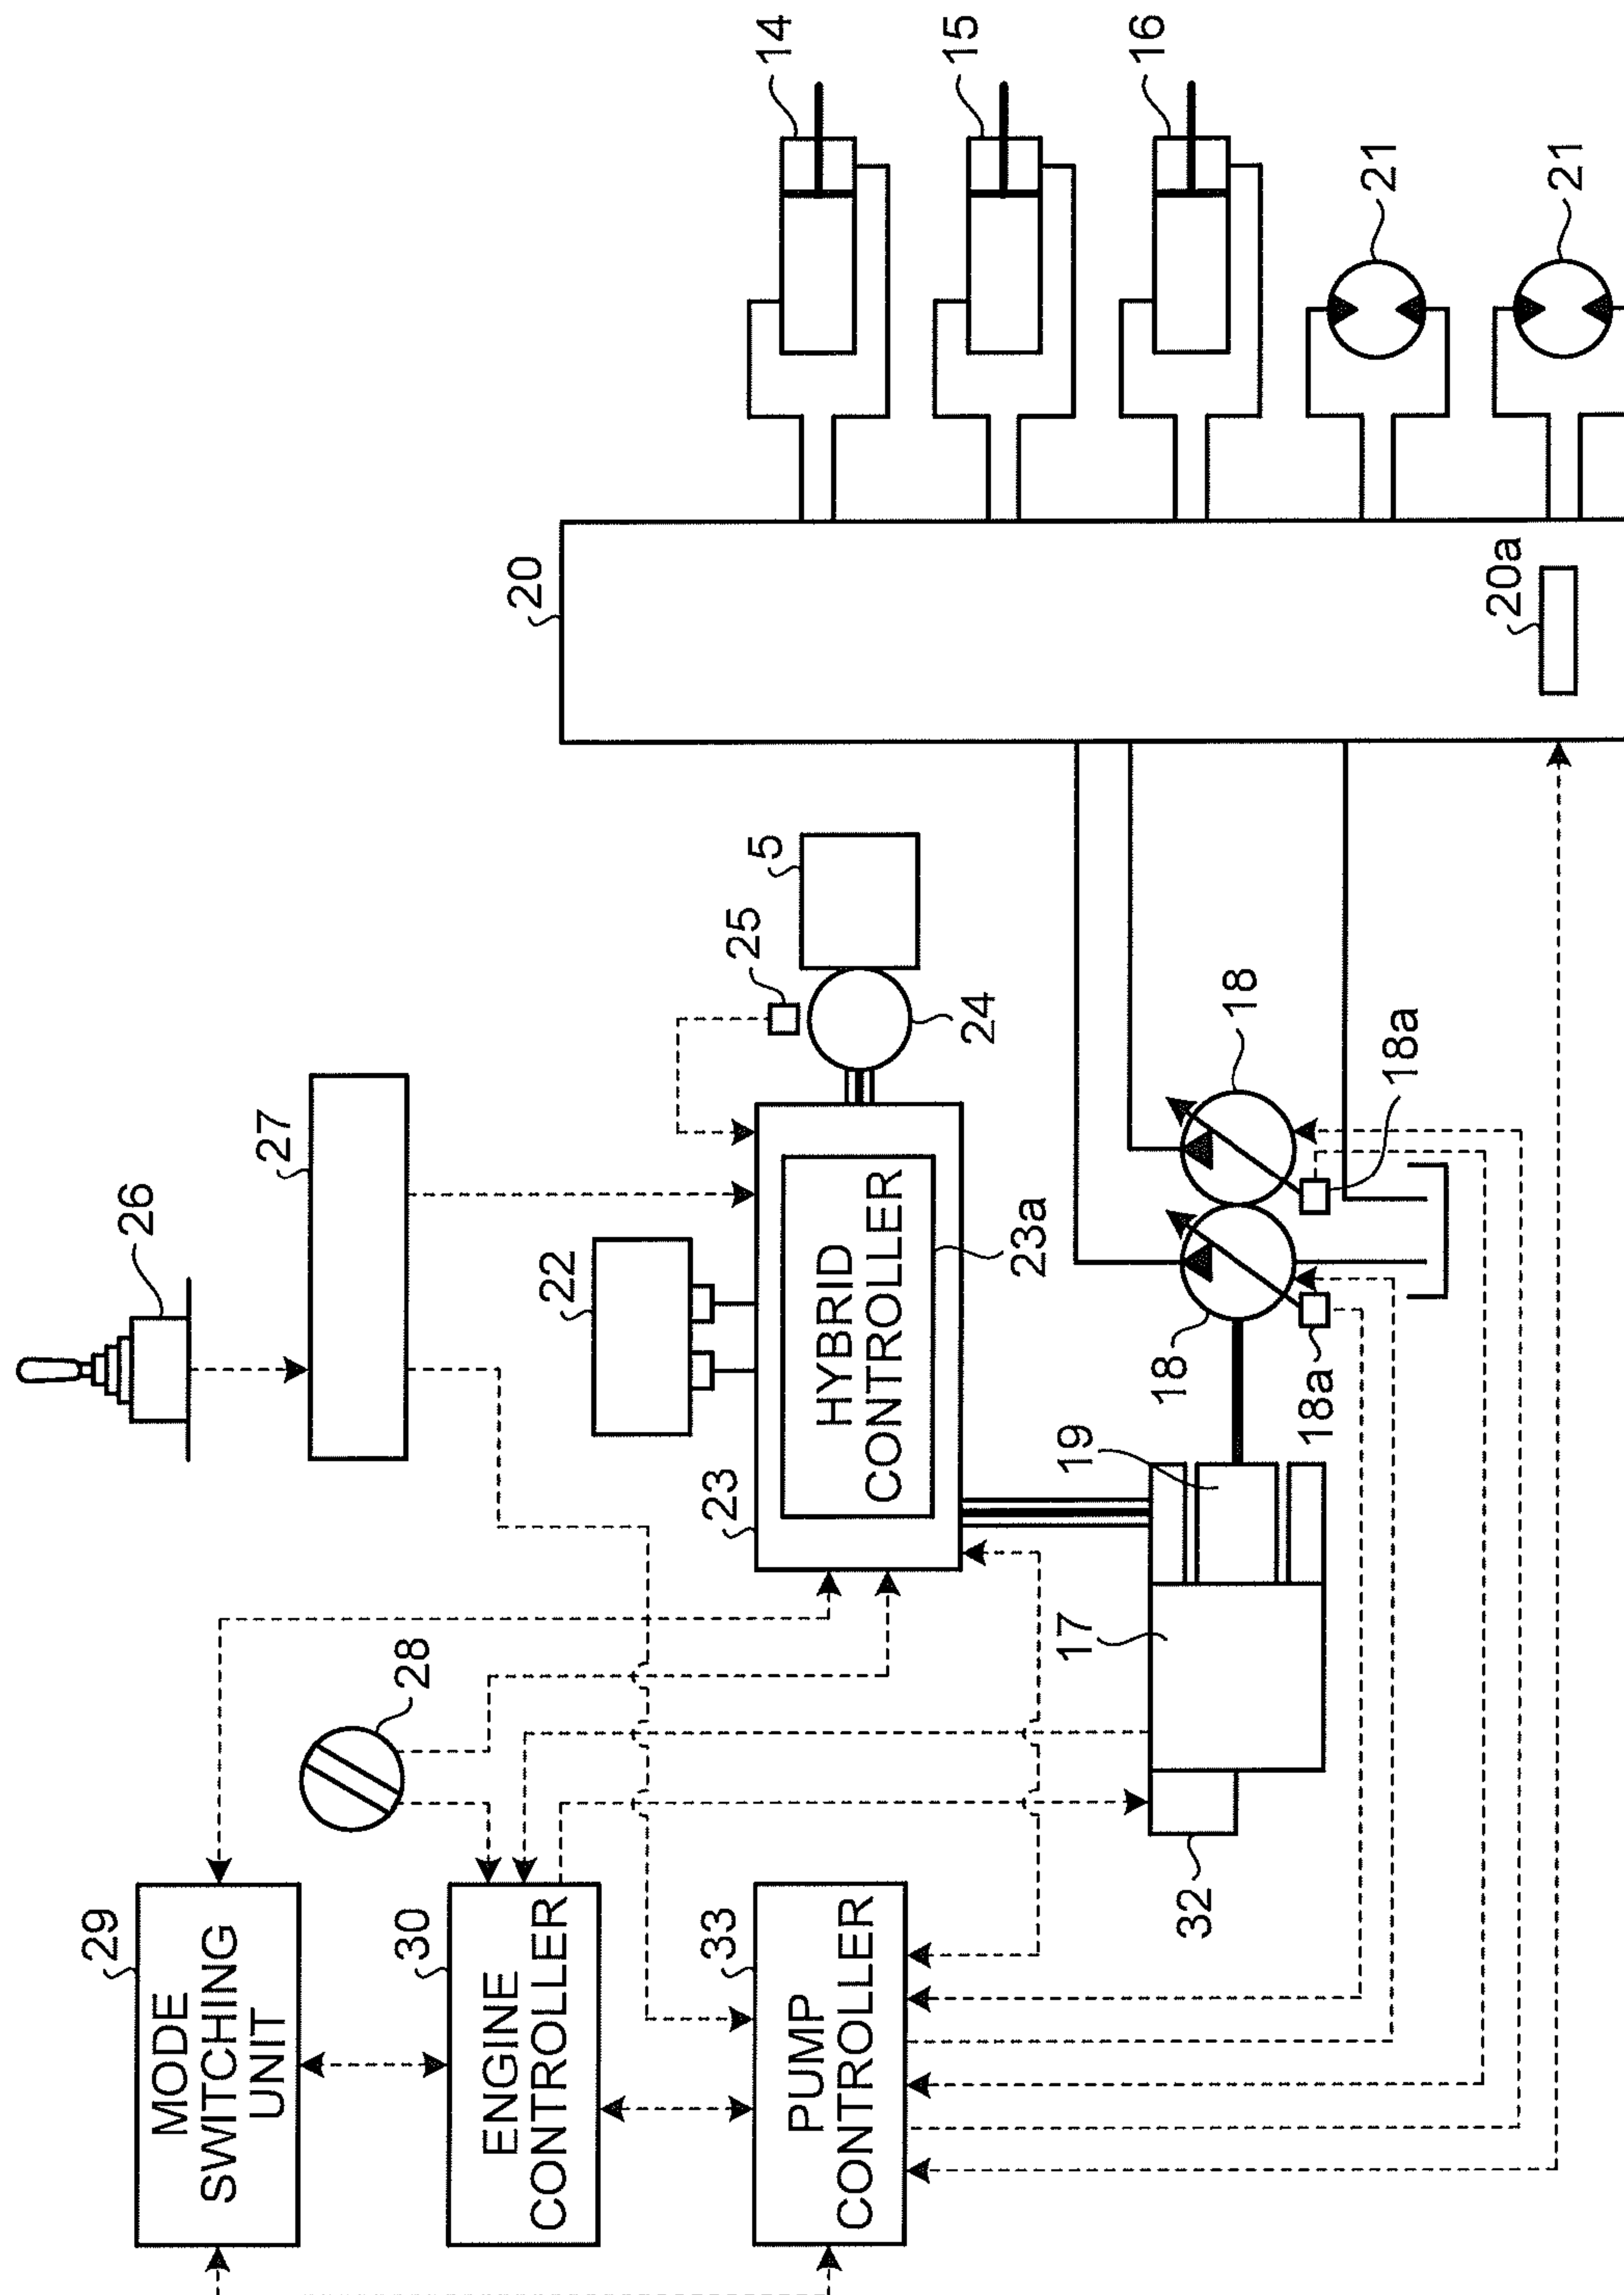 26
27
29
MODE
SWITCHING
UNIT
28
30
ENGINE
CONTROLLER
22
20
23
HYBRID
CONTROLLER
23a
25
5
24
14
15
16
21
21
33
PUMP
CONTROLLER
17
19
32
18
18
18a
18a
20a